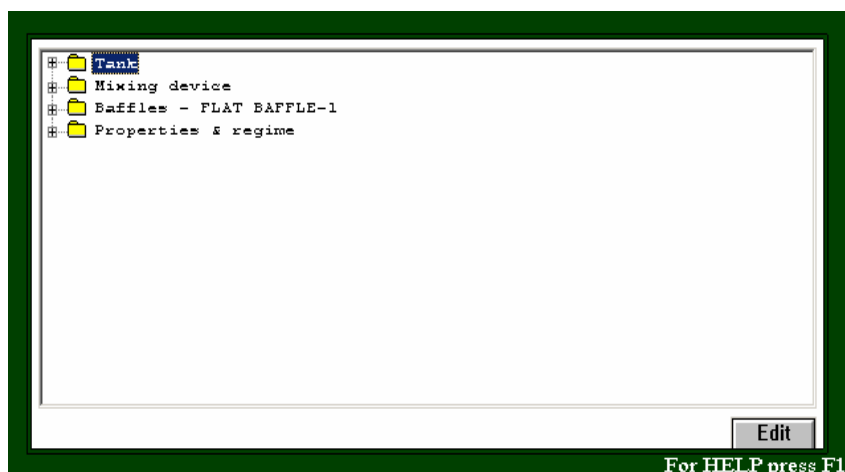 Tank
Mixing device
Baffles - FLAT BAFFLE-1
Properties & regime
Edit
For HELP press F1